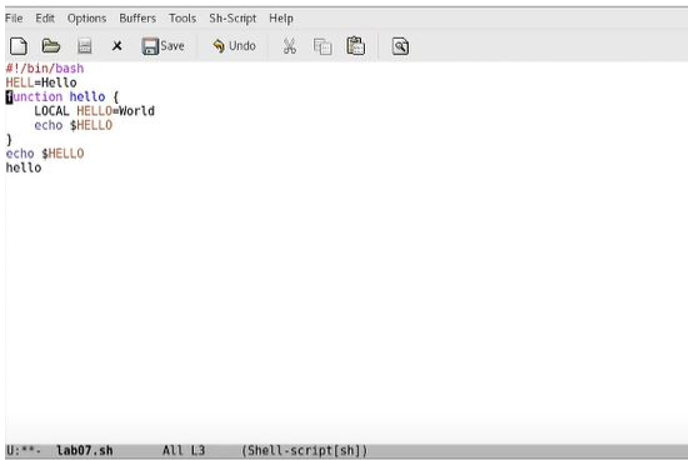 File Edit Options Buffers Tools Sh-Script Help
Save Undo
#!/bin/bash
HELL=Hello
function hello {
    LOCAL HELLO=World
    echo $HELLO
}
echo $HELLO
hello
U:**- lab07.sh All L3 (Shell-script[sh])